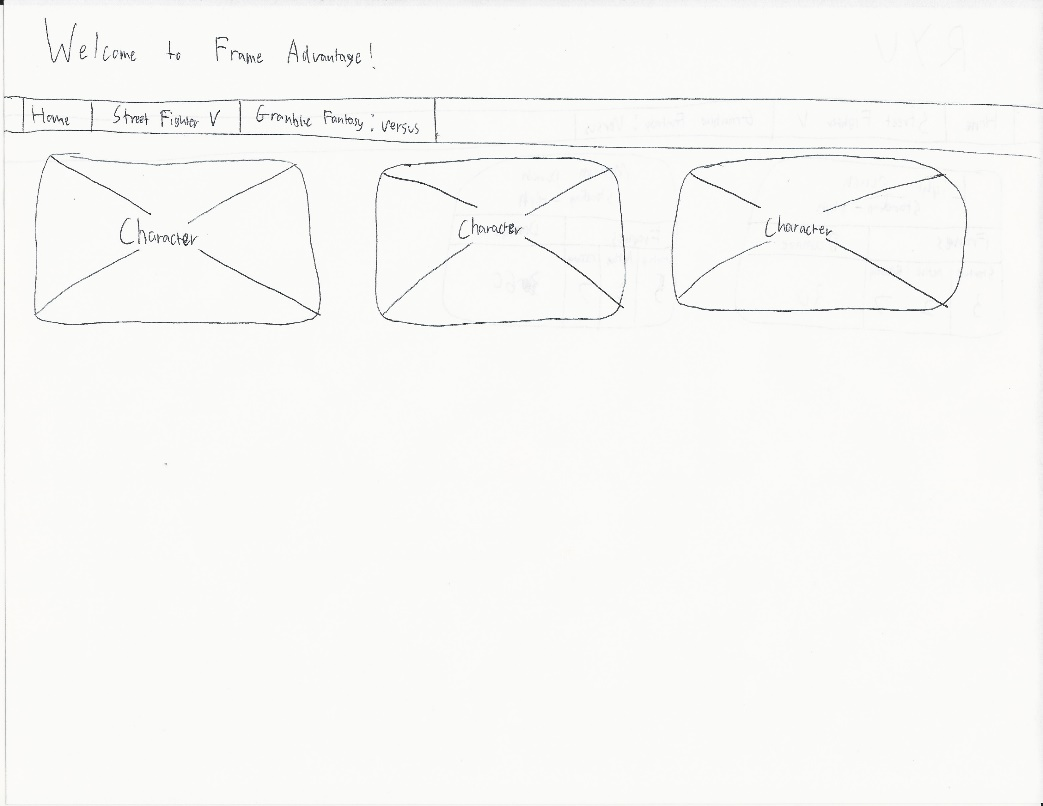 Welcome to Frame Advantage!
Home Street Fighter V Granblue Fantasy: Versus
Character Character Character